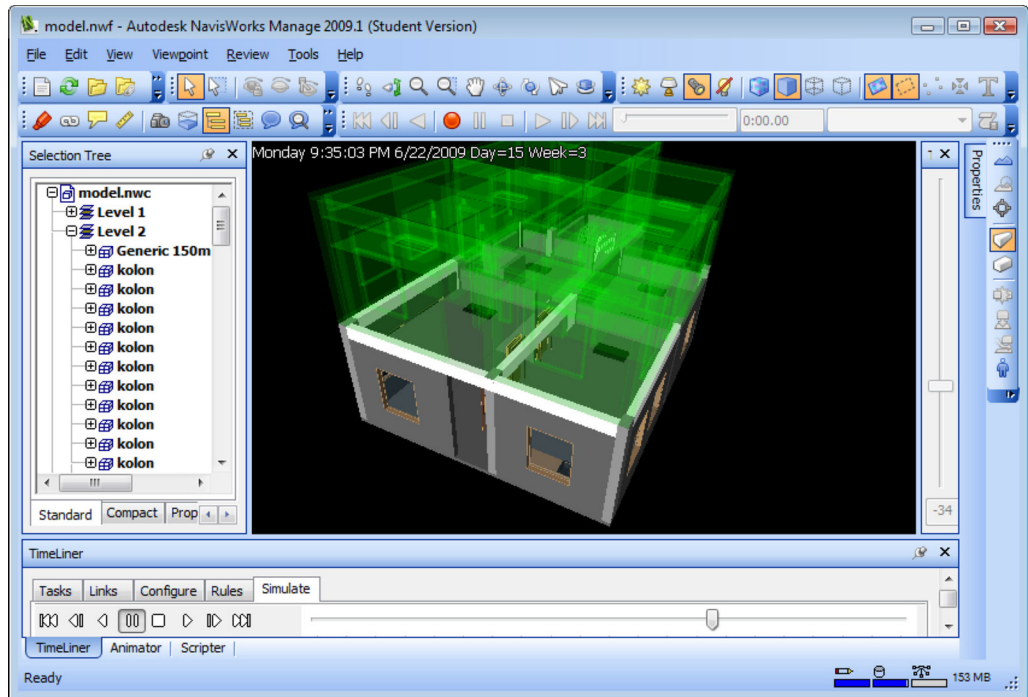 model.nwf - Autodesk NavisWorks Manage 2009.1 (Student Version)
File Edit View Viewpoint Review Tools Help
0:00.00
Selection Tree
Monday 9:35:03 PM 6/22/2009 Day=15 Week=3
Properties
model.nwc
Level 1
Level 2
Generic 150m
kolon
kolon
kolon
kolon
kolon
kolon
kolon
kolon
kolon
kolon
kolon
Standard Compact Prop
-34
TimeLiner
Tasks Links Configure Rules Simulate
TimeLiner Animator Scripter
Ready
153 MB